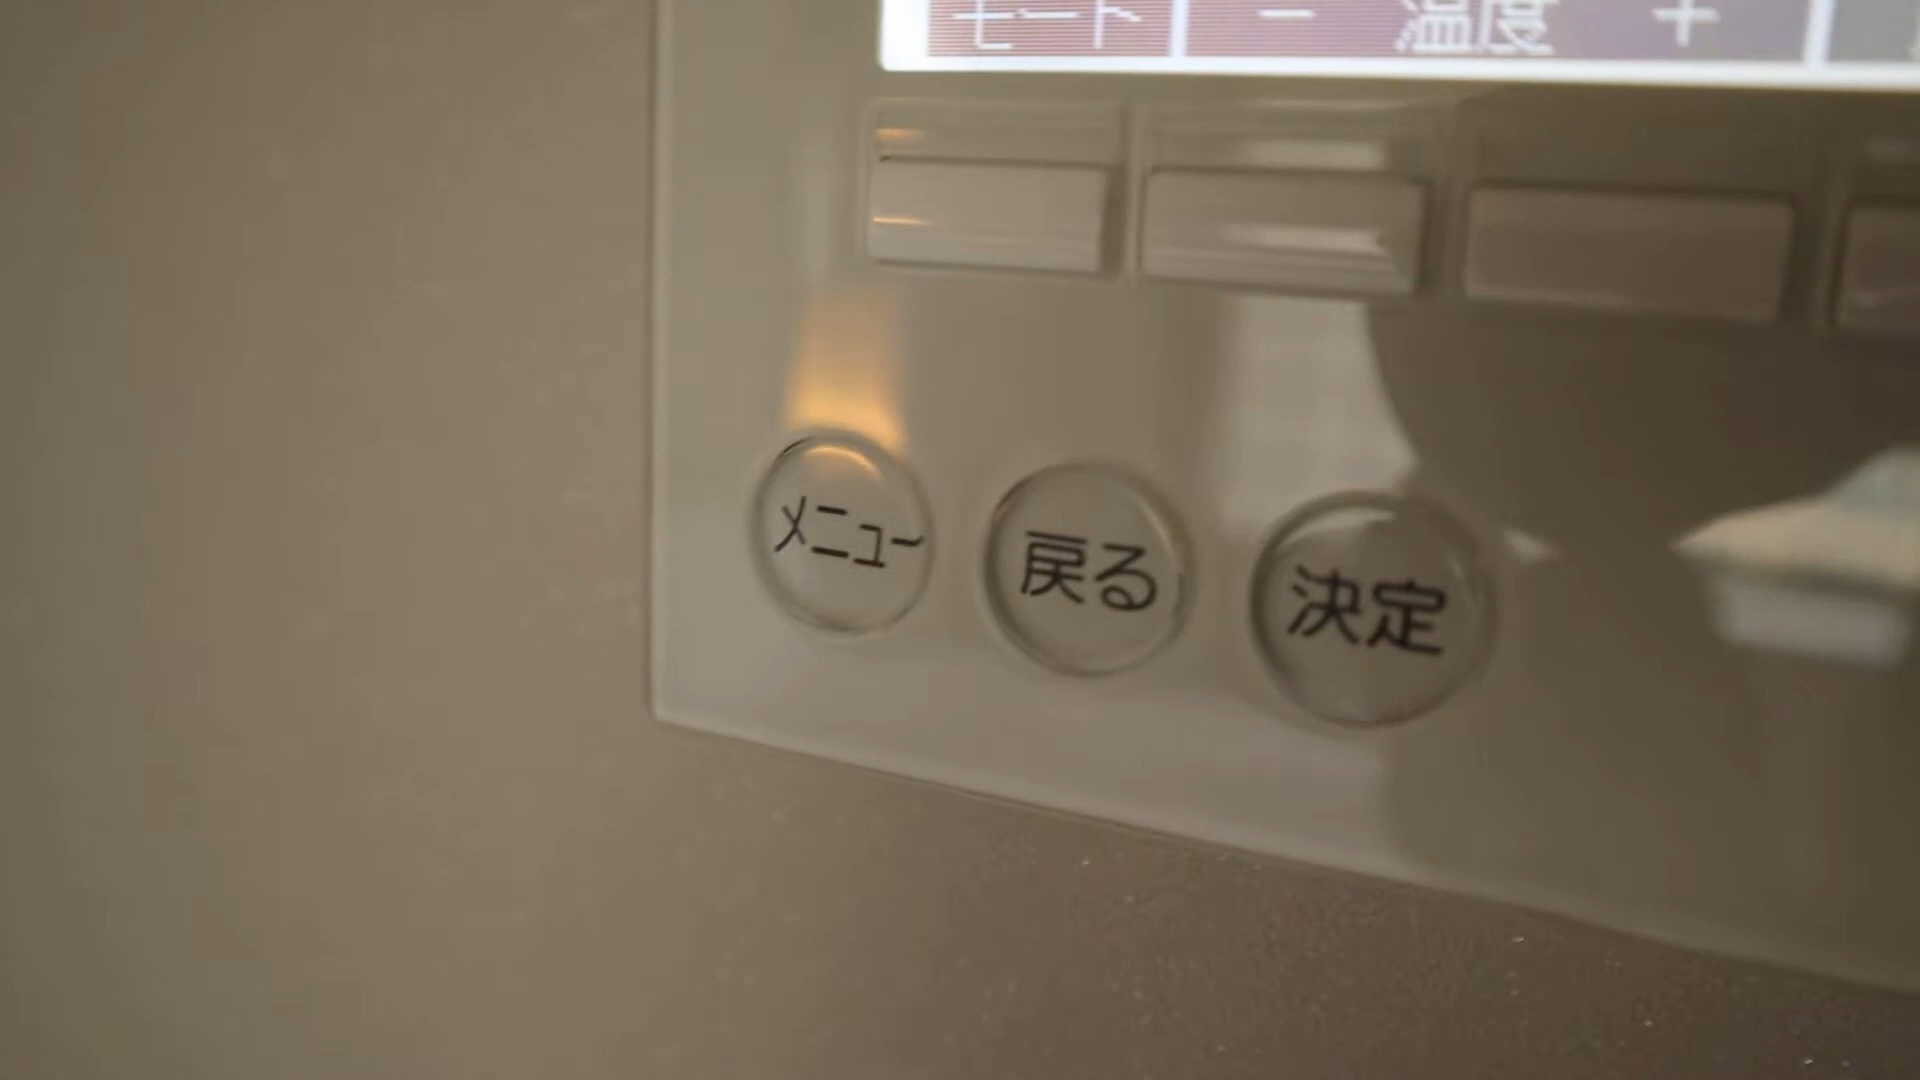 モード － 温度 ＋
メニュー 戻る 決定